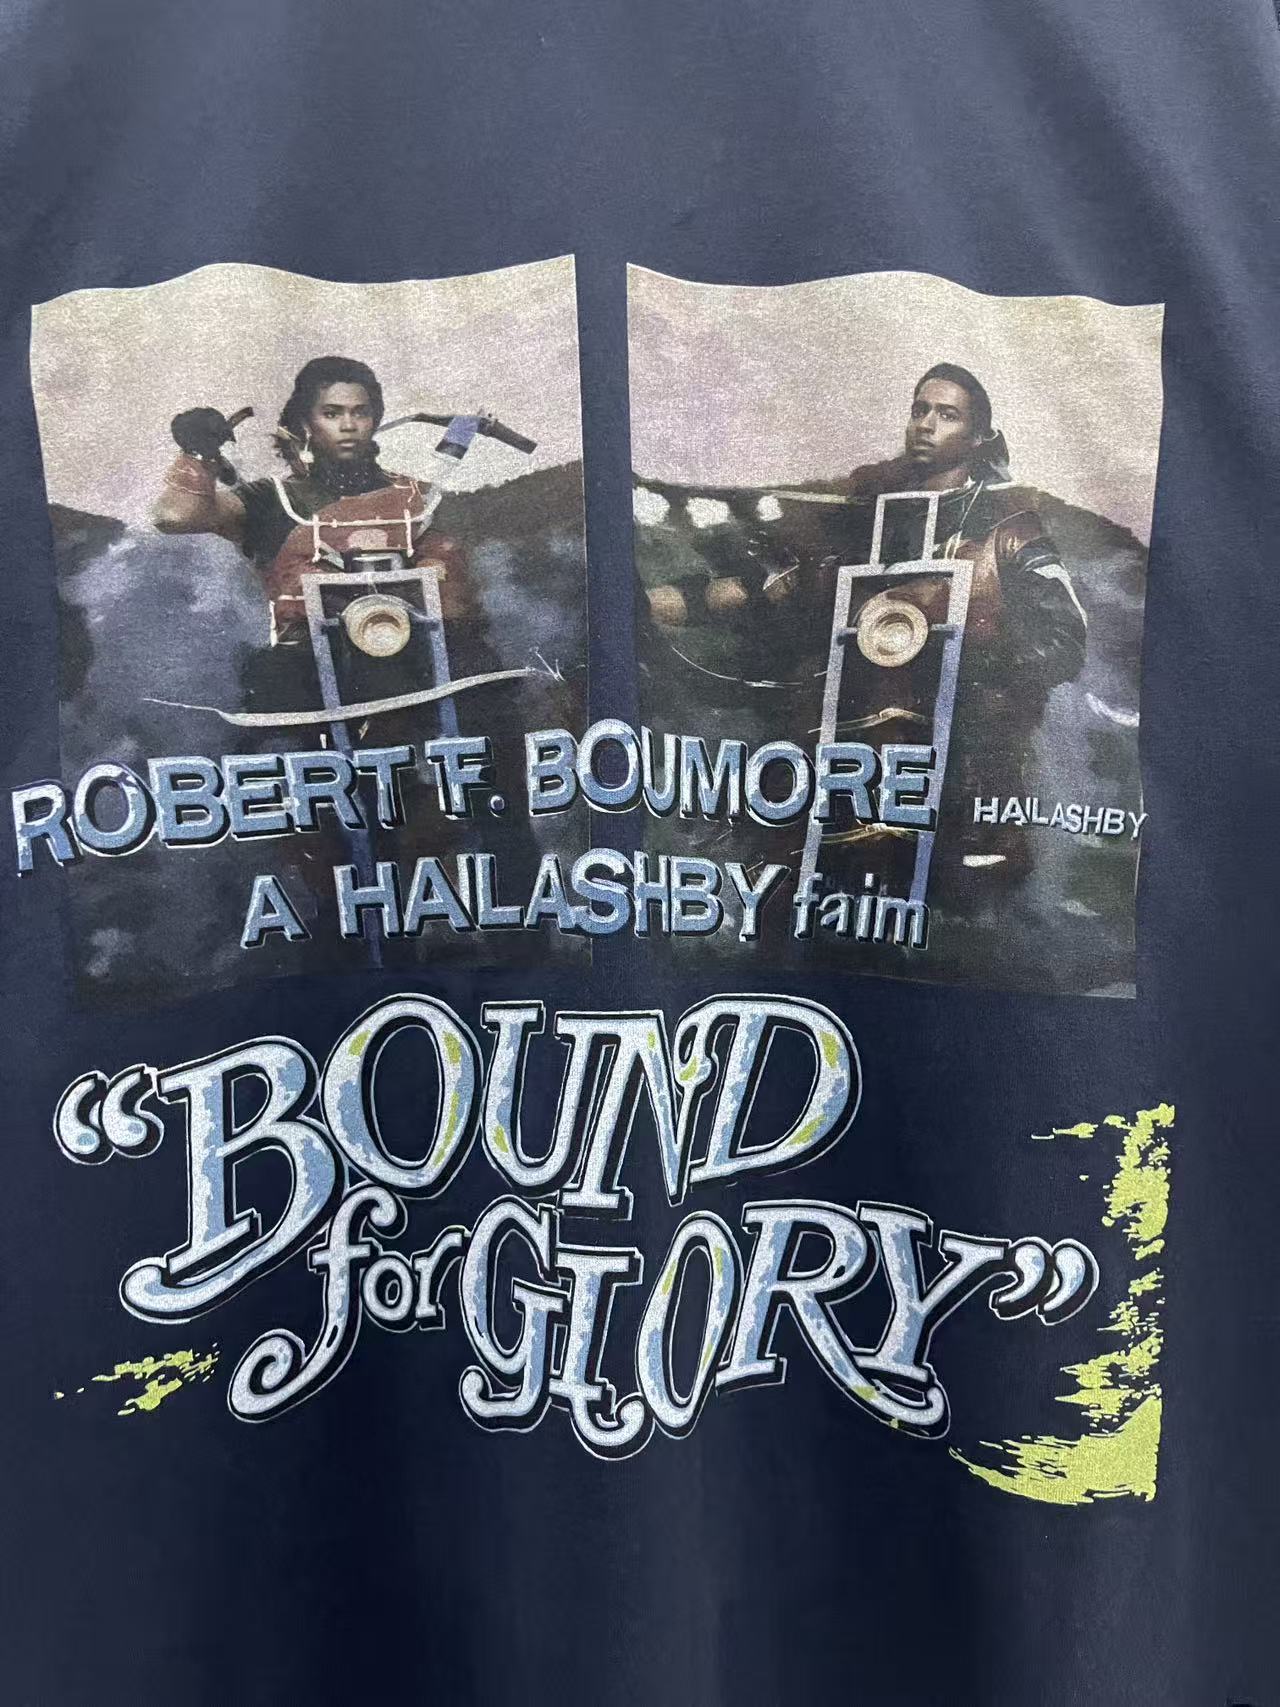 ROBERT F. BOUMORE
HAILASHBY
A HAILASHBY faim
“BOUND
for GLORY”